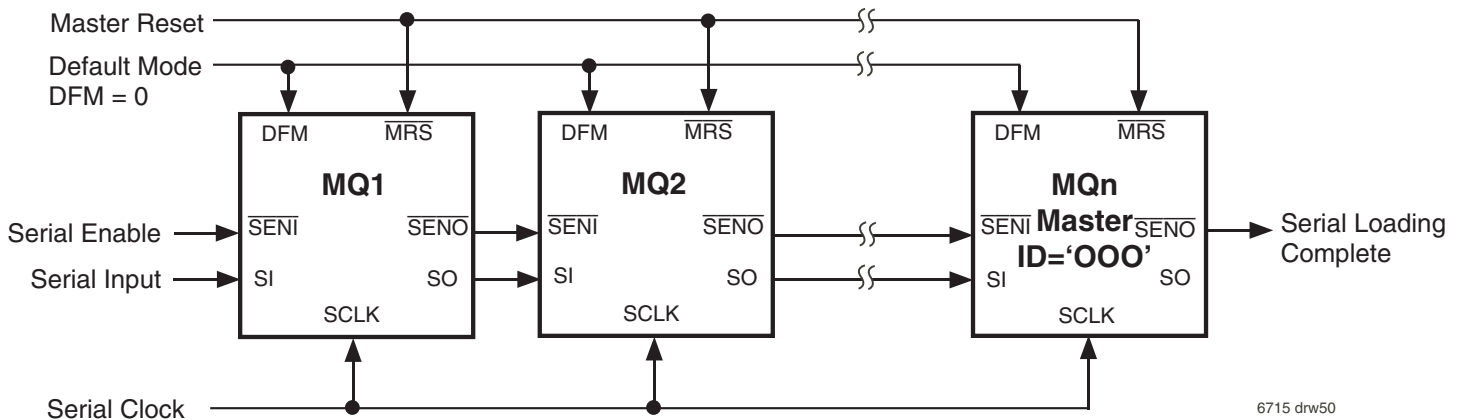 Master Reset
Default Mode
DFM = 0
DFM MRS
DFM MRS
DFM MRS
MQ1
MQ2
MQn
Master
ID='OOO'
Serial Enable
SENI SENO
SENI SENO
SENI SENO
Serial Loading
Complete
Serial Input
SI SO
SI SO
SI SO
SCLK
SCLK
SCLK
Serial Clock
6715 drw50